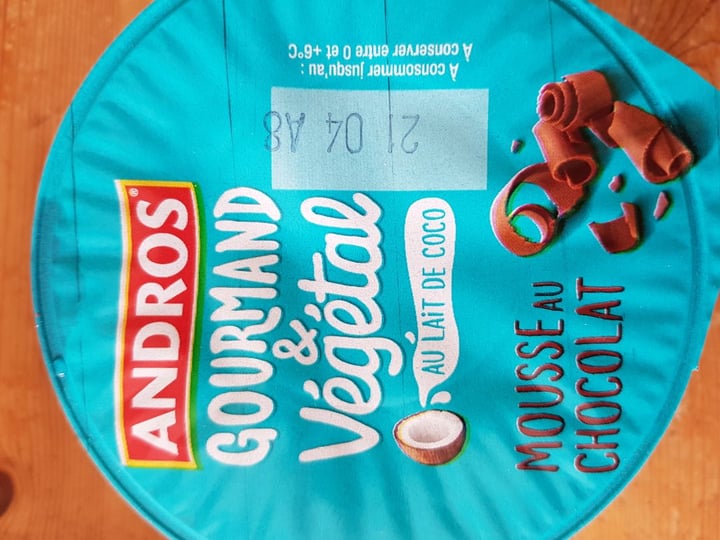 ANDROS®
GOURMAND
&
Végétal
AU LAIT DE COCO
MOUSSE AU
CHOCOLAT
À consommer jusqu'au :
À conserver entre 0 et +6°C
21 04 A8